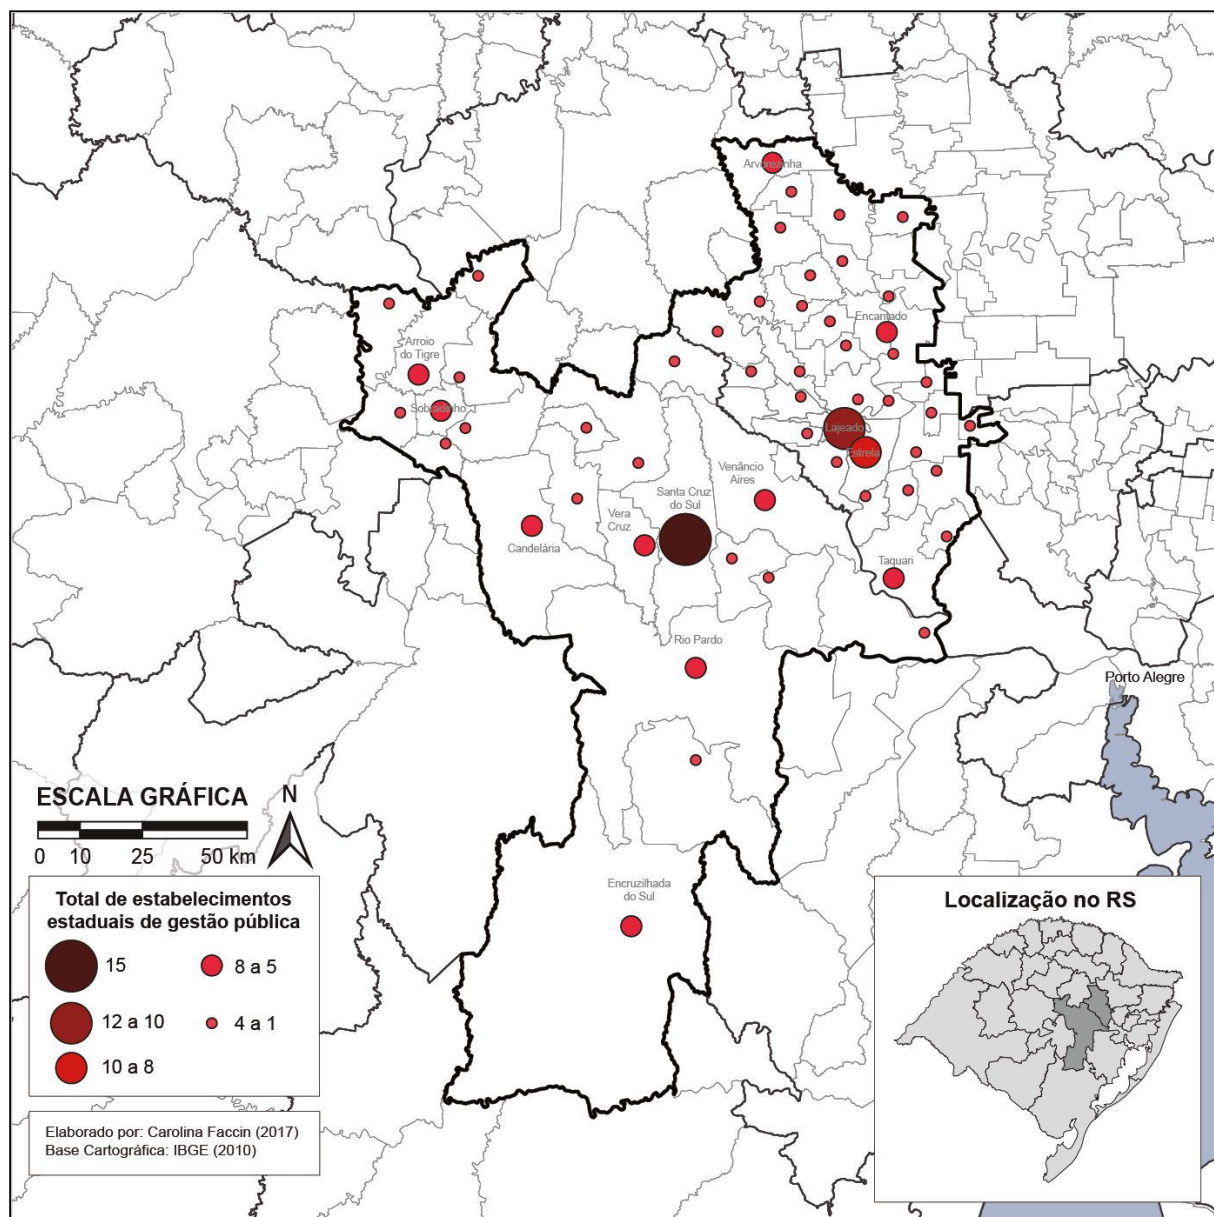 Arvorezinha
Encantado
Arroio
do Tigre
Sobradinho
Lajeado
Estrela
Venâncio
Aires
Santa Cruz
do Sul
Vera
Cruz
Candelária
Taquari
Rio Pardo
Porto Alegre
Encruzilhada
do Sul
ESCALA GRÁFICA
N
0 10 25 50 km
Total de estabelecimentos
estaduais de gestão pública
15
12 a 10
10 a 8
8 a 5
4 a 1
Elaborado por: Carolina Faccin (2017)
Base Cartográfica: IBGE (2010)
Localização no RS